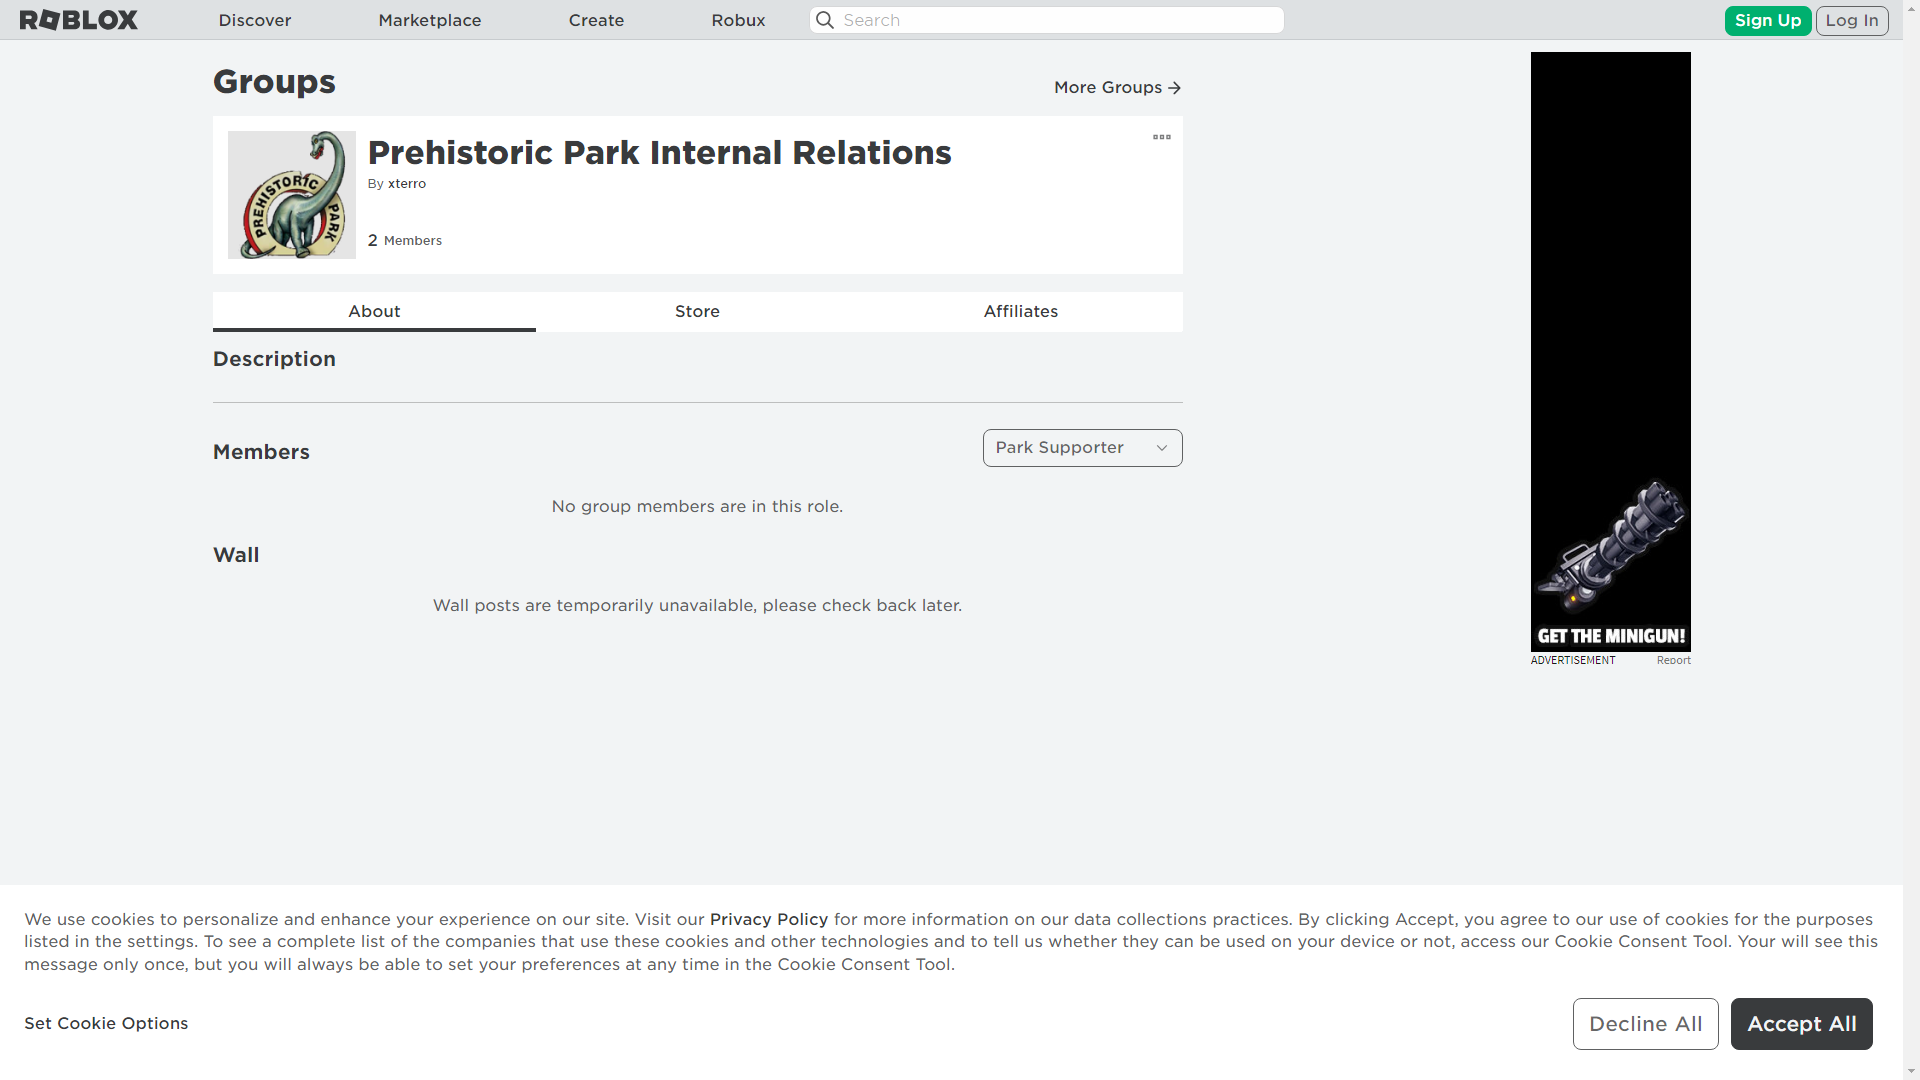 ROBLOX
Discover
Marketplace
Create
Robux
Search
Sign Up
Log In
Groups
More Groups
PREHISTORIC PARK
Prehistoric Park Internal Relations
By xterro
2 Members
About
Store
Affiliates
Description
Members
Park Supporter
No group members are in this role.
Wall
Wall posts are temporarily unavailable, please check back later.
GET THE MINIGUN!
ADVERTISEMENT
Report
We use cookies to personalize and enhance your experience on our site. Visit our Privacy Policy for more information on our data collections practices. By clicking Accept, you agree to our use of cookies for the purposes
listed in the settings. To see a complete list of the companies that use these cookies and other technologies and to tell us whether they can be used on your device or not, access our Cookie Consent Tool. Your will see this
message only once, but you will always be able to set your preferences at any time in the Cookie Consent Tool.
Set Cookie Options
Decline All
Accept All